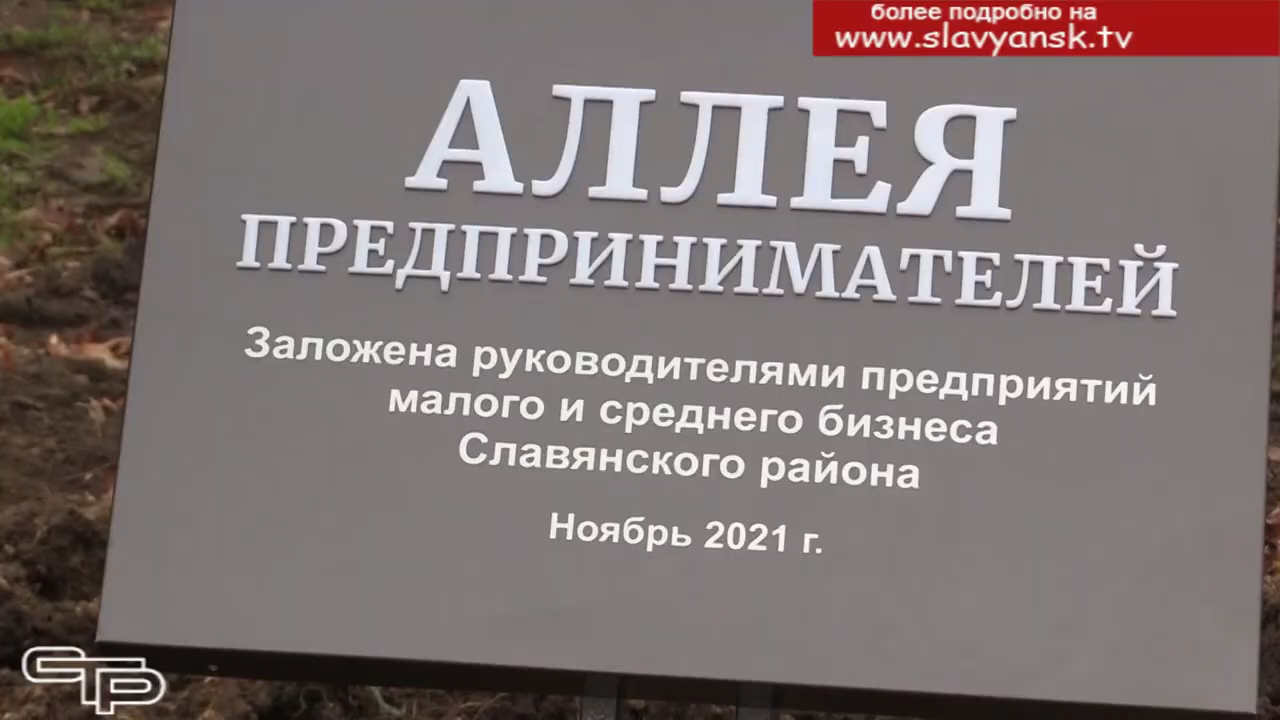 более подробно на
www.slavyansk.tv
АЛЛЕЯ
ПРЕДПРИНИМАТЕЛЕЙ
Заложена руководителями предприятий
малого и среднего бизнеса
Славянского района
Ноябрь 2021 г.
СТР